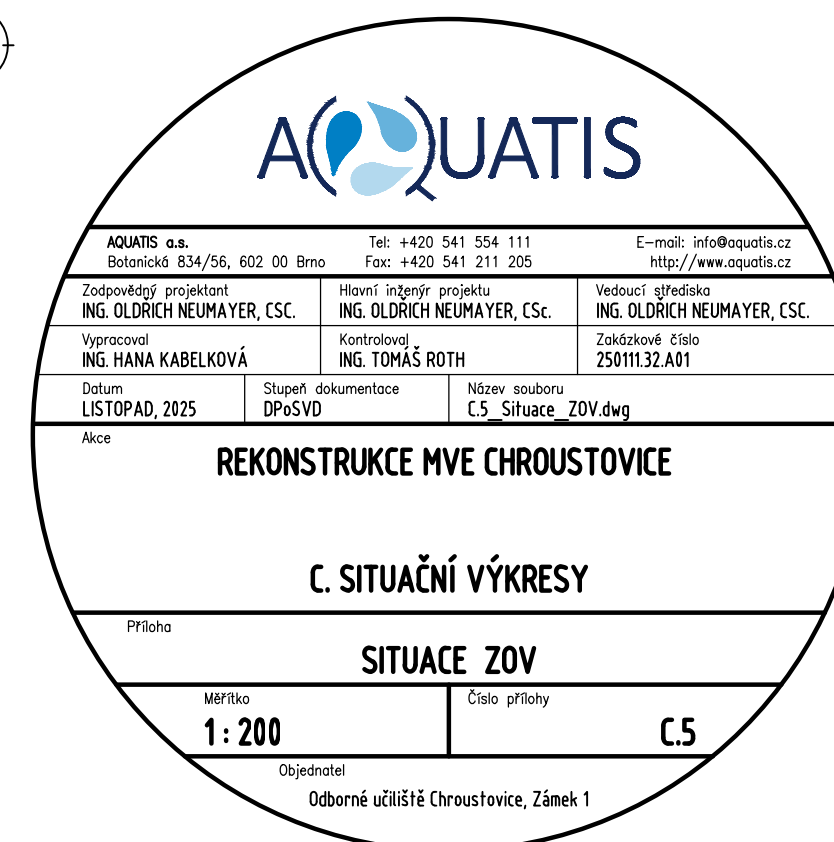 AQUATIS
AQUATIS a.s. Tel: +420 541 554 111 E-mail: info@aquatis.cz
Botanická 834/56, 602 00 Brno Fax: +420 541 211 205 http://www.aquatis.cz
Zodpovědný projektant Hlavní inženýr projektu Vedoucí střediska
ING. OLDŘICH NEUMAYER, CSC. ING. OLDŘICH NEUMAYER, CSc. ING. OLDŘICH NEUMAYER, CSC.
Vypracoval Kontroloval Zakázkové číslo
ING. HANA KABELKOVÁ ING. TOMÁŠ ROTH 250111.32.A01
Datum Stupeň dokumentace Název souboru
LISTOPAD, 2025 DPoSVD C.5_Situace_ZOV.dwg
Akce
REKONSTRUKCE MVE CHROUSTOVICE
C. SITUAČNÍ VÝKRESY
Příloha
SITUACE ZOV
Měřítko Číslo přílohy
1 : 200 C.5
Objednatel
Odborné učiliště Chroustovice, Zámek 1